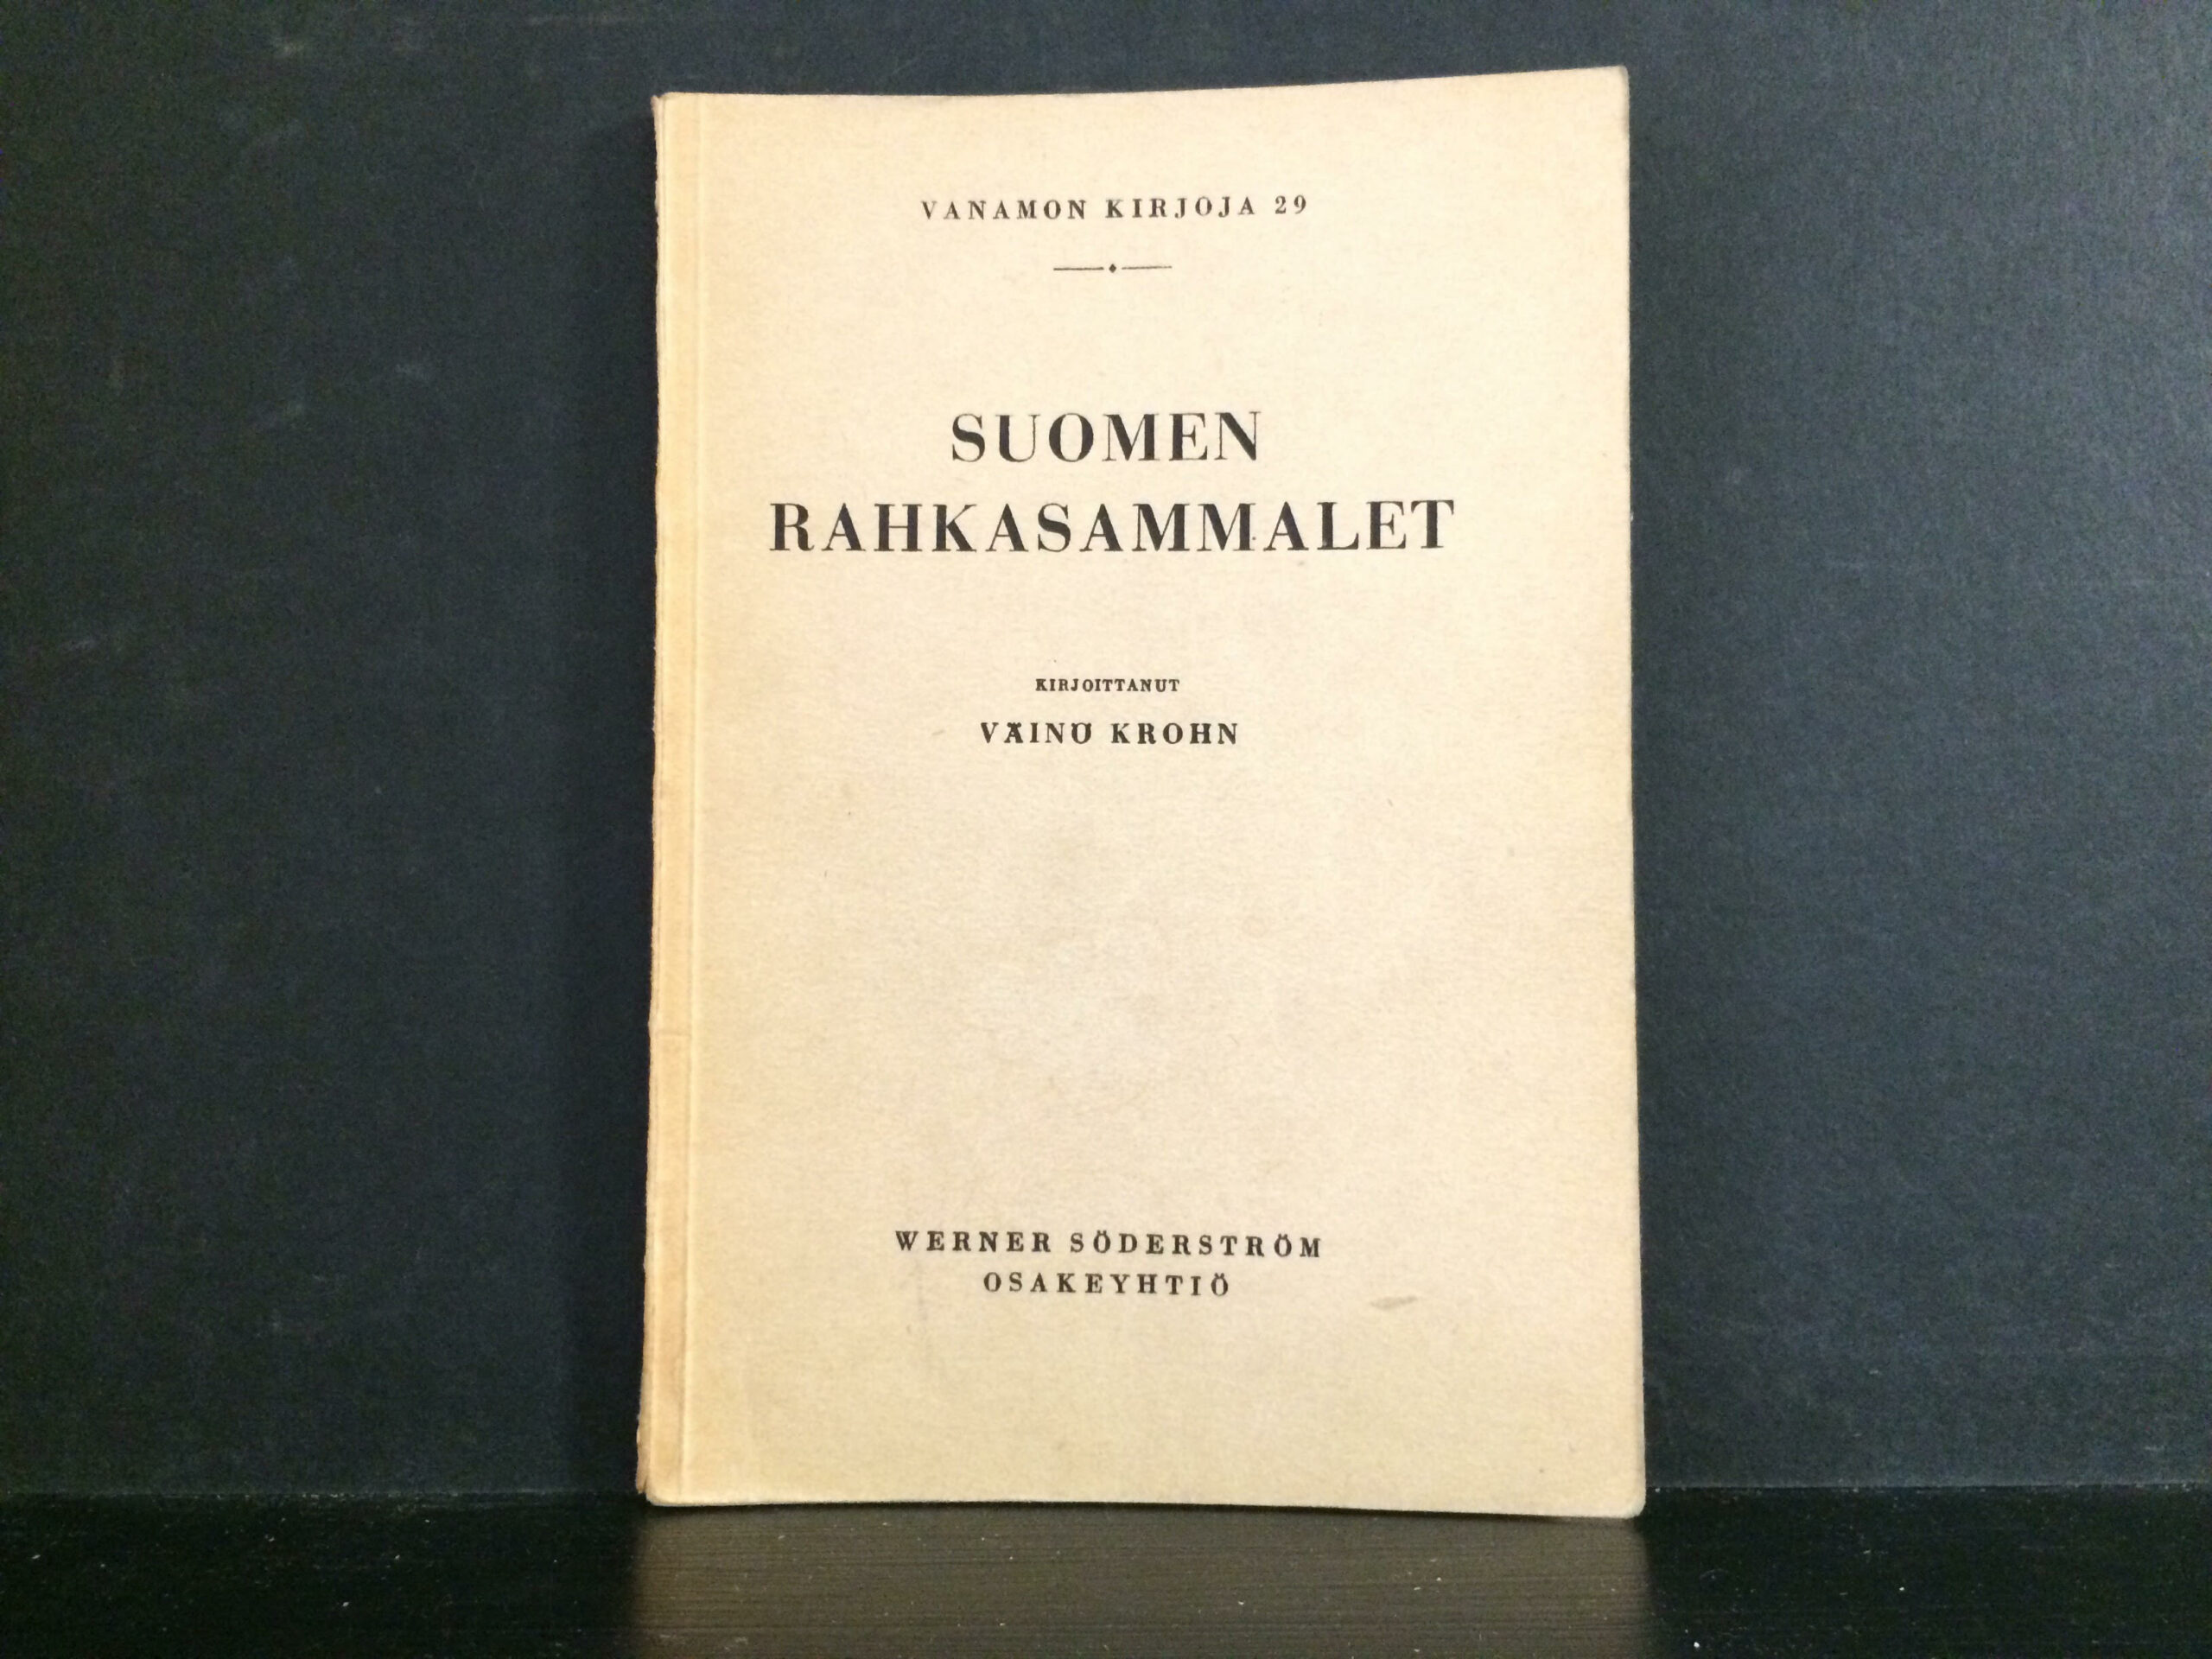 VANAMON KIRJOJA 29
SUOMEN
RAHKASAMMALET
KIRJOITTANUT
VÄINÖ KROHN
WERNER SÖDERSTRÖM
OSAKEYHTIÖ